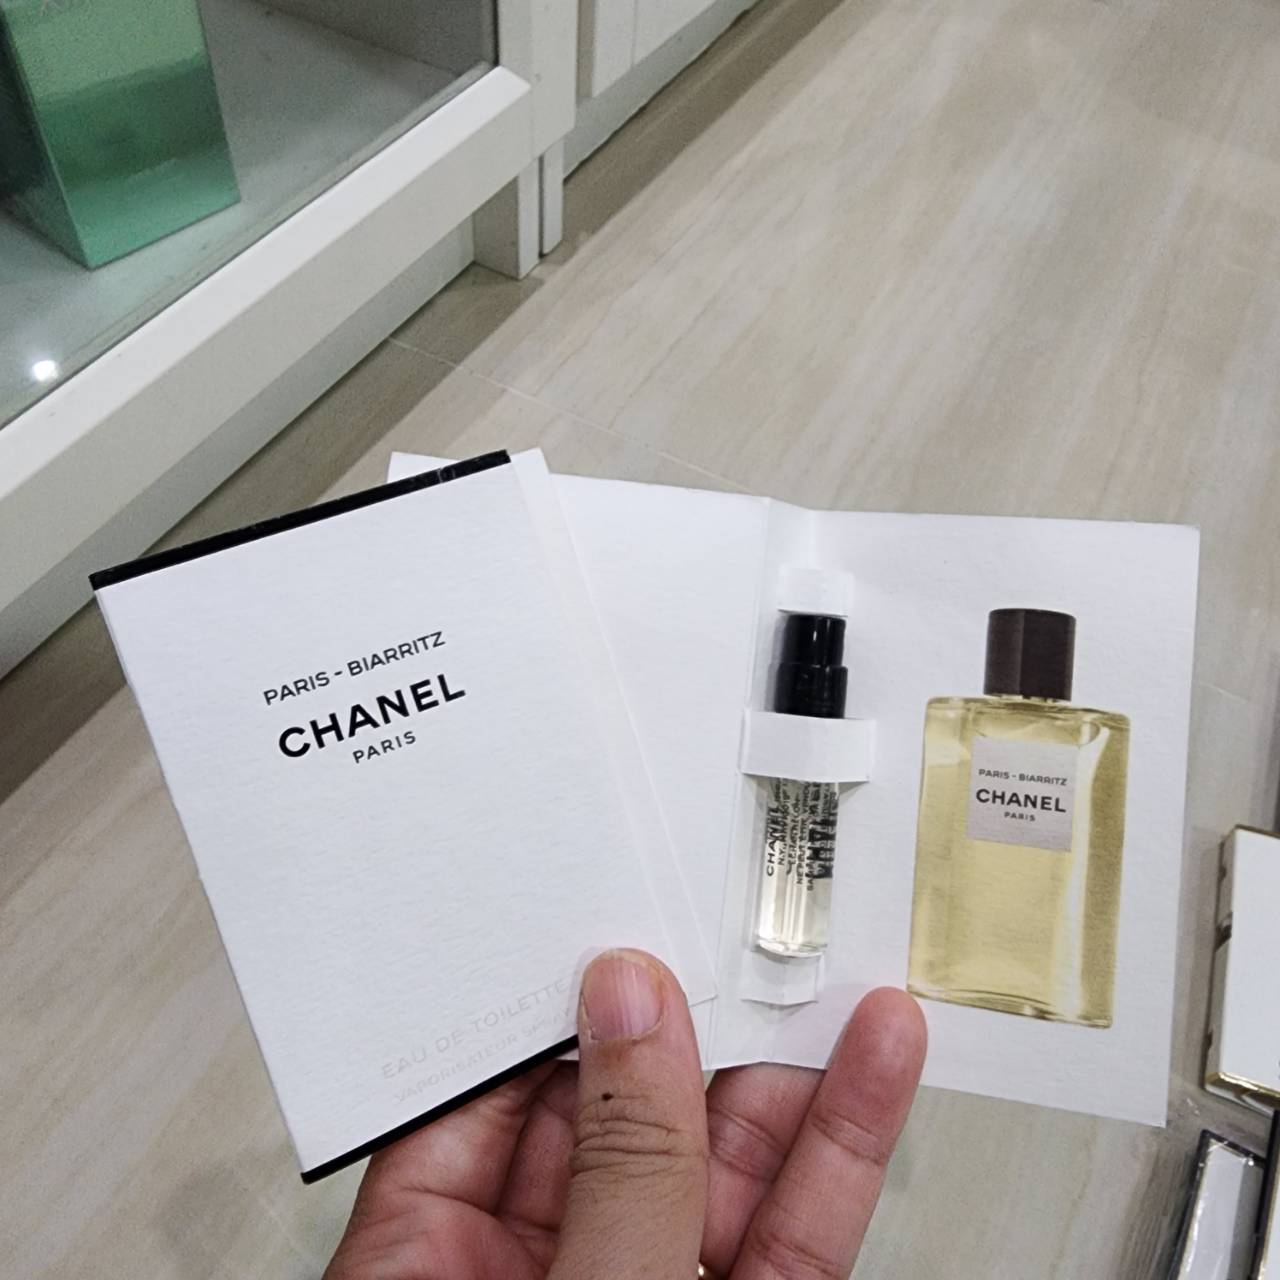 PARIS - BIARRITZ
CHANEL
PARIS
EAU DE TOILETTE
VAPORISATEUR SPRAY
CHANEL
PARIS - BIARRITZ
CHANEL
PARIS